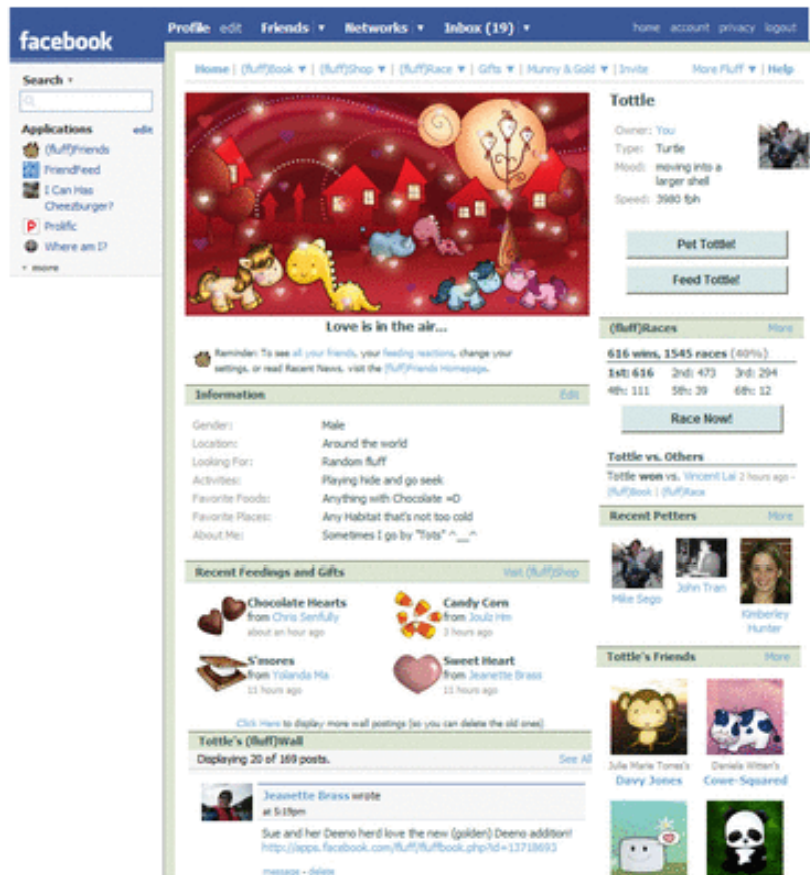 facebook
Profile edit Friends ▼ Networks ▼ Inbox (19) ▼
home account privacy logout
Search ▼
Applications edit
(fluff)Friends
FriendFeed
I Can Has
Cheezburger?
Prolific
Where am I?
▼ more
Home | (fluff)Book ▼ | (fluff)Shop ▼ | (fluff)Race ▼ | Gifts ▼ | Munny & Gold ▼ | Invite More Fluff ▼ | Help
Love is in the air...
Reminder: To see all your friends, your feeding reactions, change your
settings, or read Recent News, visit the (fluff)Friends Homepage.
Information Edit
Gender: Male
Location: Around the world
Looking For: Random fluff
Activities: Playing hide and go seek
Favorite Foods: Anything with Chocolate =D
Favorite Places: Any Habitat that's not too cold
About Me: Sometimes I go by "Tots" ^__^
Recent Feedings and Gifts Visit (fluff)Shop
Chocolate Hearts
from Chris Senfully
about an hour ago
Candy Corn
from Joulz Hm
3 hours ago
S'mores
from Yolanda Ma
11 hours ago
Sweet Heart
from Jeanette Brass
11 hours ago
Click Here to display more wall postings (so you can delete the old ones)
Tottle's (fluff)Wall
Displaying 20 of 169 posts. See All
Jeanette Brass wrote
at 5:19pm
Sue and her Deeno herd love the new (golden) Deeno addition!
http://apps.facebook.com/fluff/fluffbook.php?id=13718693
message - delete
Tottle
Owner: You
Type: Turtle
Mood: moving into a
larger shell
Speed: 3980 fph
Pet Tottle!
Feed Tottle!
(fluff)Races More
616 wins, 1545 races (40%)
1st: 616 2nd: 473 3rd: 294
4th: 111 5th: 39 6th: 12
Race Now!
Tottle vs. Others
Tottle won vs. Vincent Lai 2 hours ago -
(fluff)Book | (fluff)Race
Recent Petters More
Mike Sego
John Tran
Kimberley
Hunter
Tottle's Friends More
Julie Marie Torres's
Davy Jones
Daniela Witten's
Cowe-Squared